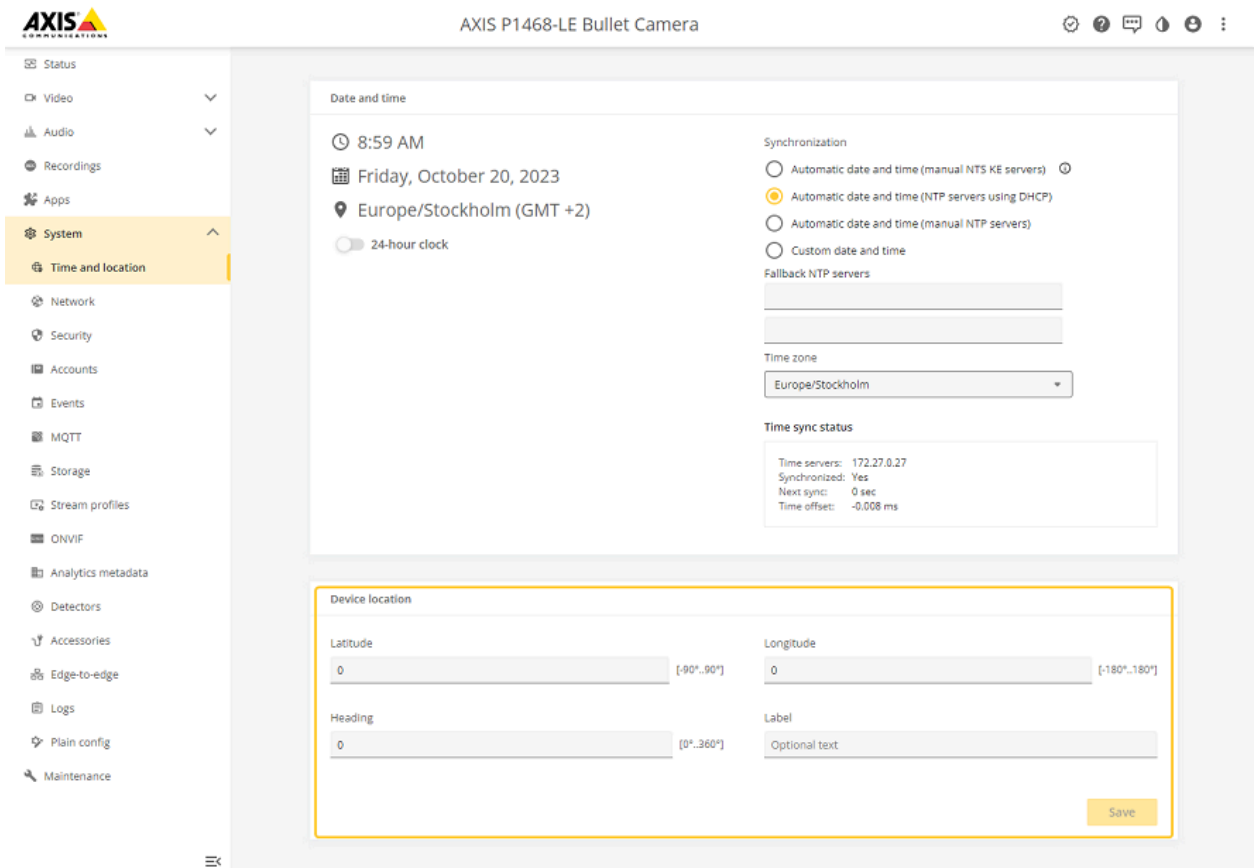 AXIS
COMMUNICATIONS
AXIS P1468-LE Bullet Camera
Status
Video
Audio
Recordings
Apps
System
Time and location
Network
Security
Accounts
Events
MQTT
Storage
Stream profiles
ONVIF
Analytics metadata
Detectors
Accessories
Edge-to-edge
Logs
Plain config
Maintenance
Date and time
8:59 AM
Friday, October 20, 2023
Europe/Stockholm (GMT +2)
24-hour clock
Synchronization
Automatic date and time (manual NTS KE servers)
Automatic date and time (NTP servers using DHCP)
Automatic date and time (manual NTP servers)
Custom date and time
Fallback NTP servers
Time zone
Europe/Stockholm
Time sync status
Time servers: 172.27.0.27
Synchronized: Yes
Next sync: 0 sec
Time offset: -0.008 ms
Device location
Latitude
0 [-90°..90°]
Longitude
0 [-180°..180°]
Heading
0 [0°..360°]
Label
Optional text
Save